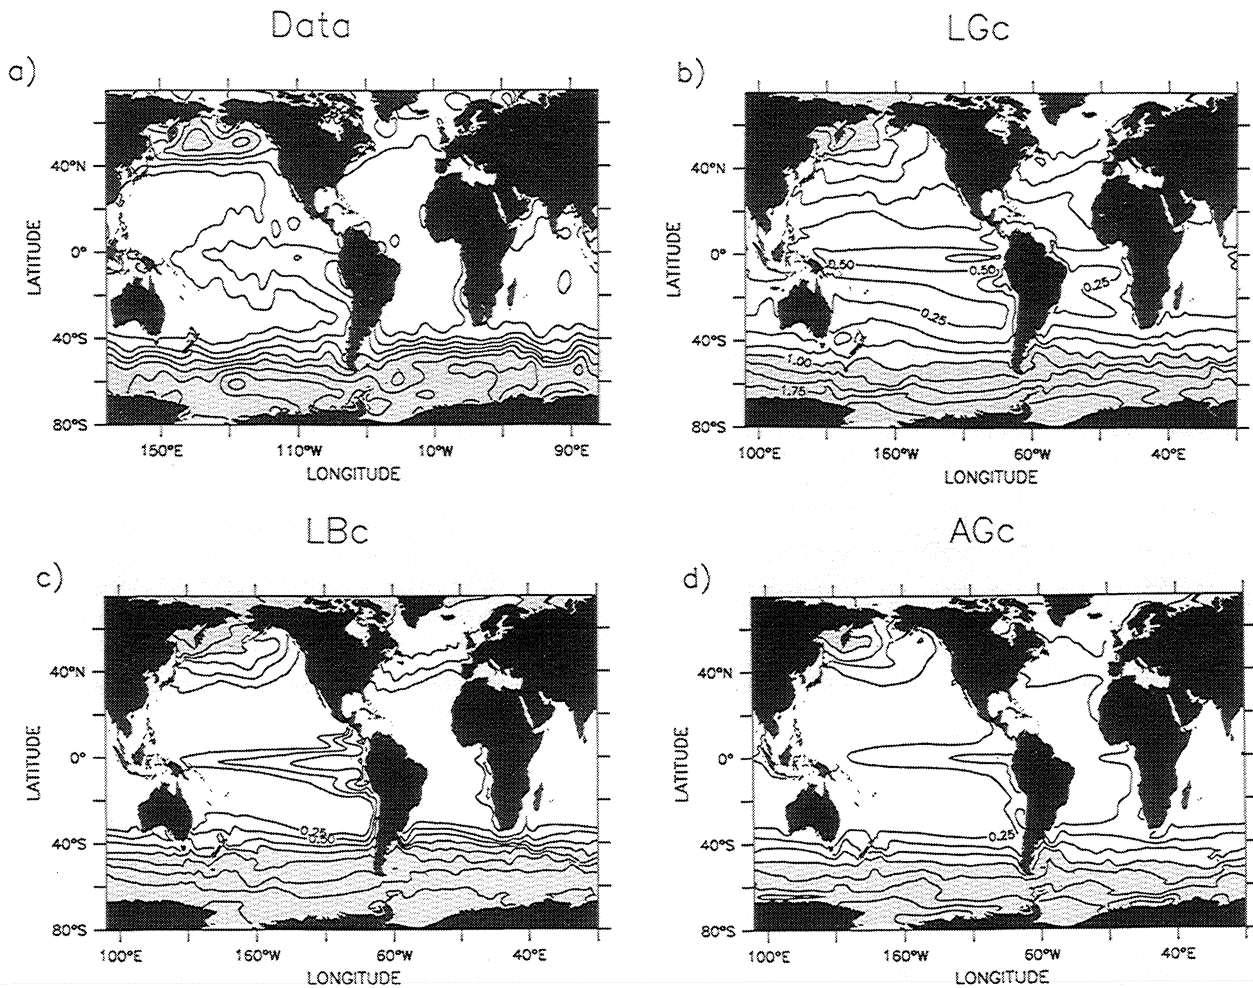 Data
LGc
a)
b)
40°N
40°N
LATITUDE
0°
LATITUDE
0°
0.50
0.50
0.25
0.25
40°S
40°S
1.00
1.75
80°S
80°S
150°E
110°W
10°W
90°E
100°E
160°W
60°W
40°E
LONGITUDE
LONGITUDE
LBc
AGc
c)
d)
40°N
40°N
LATITUDE
0°
LATITUDE
0°
0.25
0.50
0.25
40°S
40°S
80°S
80°S
100°E
160°W
60°W
40°E
100°E
160°W
60°W
40°E
LONGITUDE
LONGITUDE